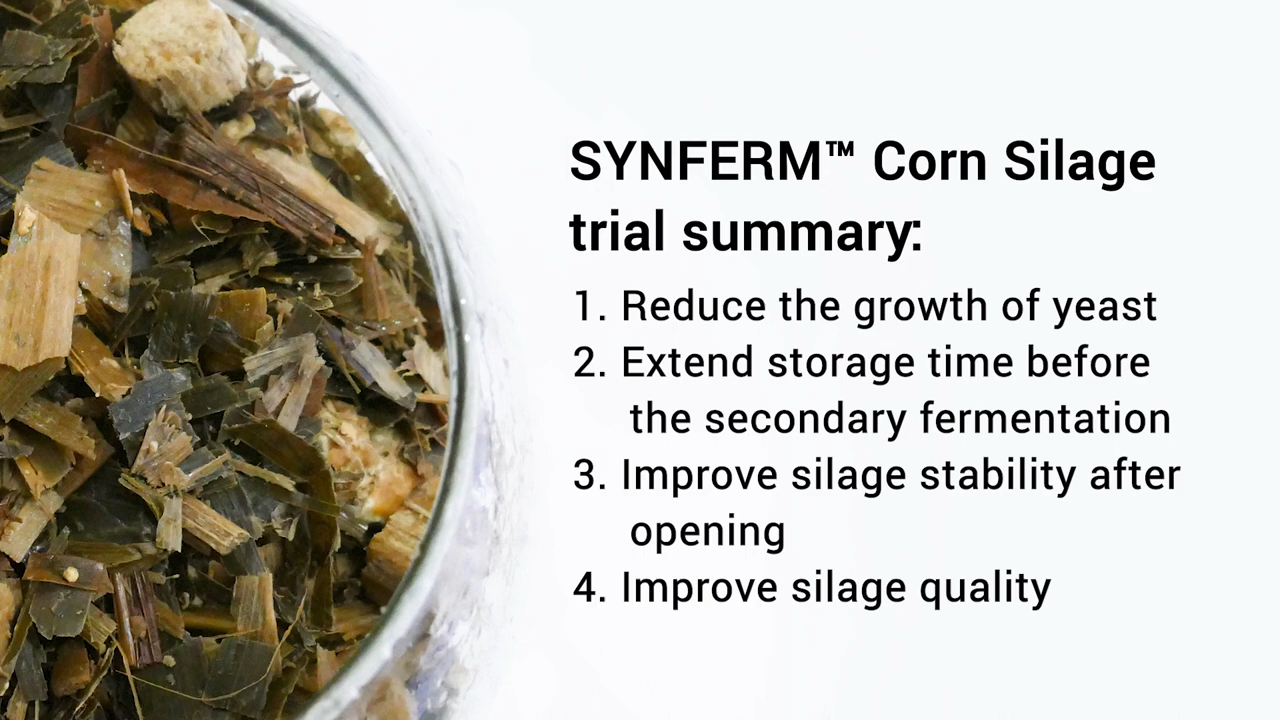 SYNFERM™ Corn Silage
trial summary:
1. Reduce the growth of yeast
2. Extend storage time before
the secondary fermentation
3. Improve silage stability after
opening
4. Improve silage quality